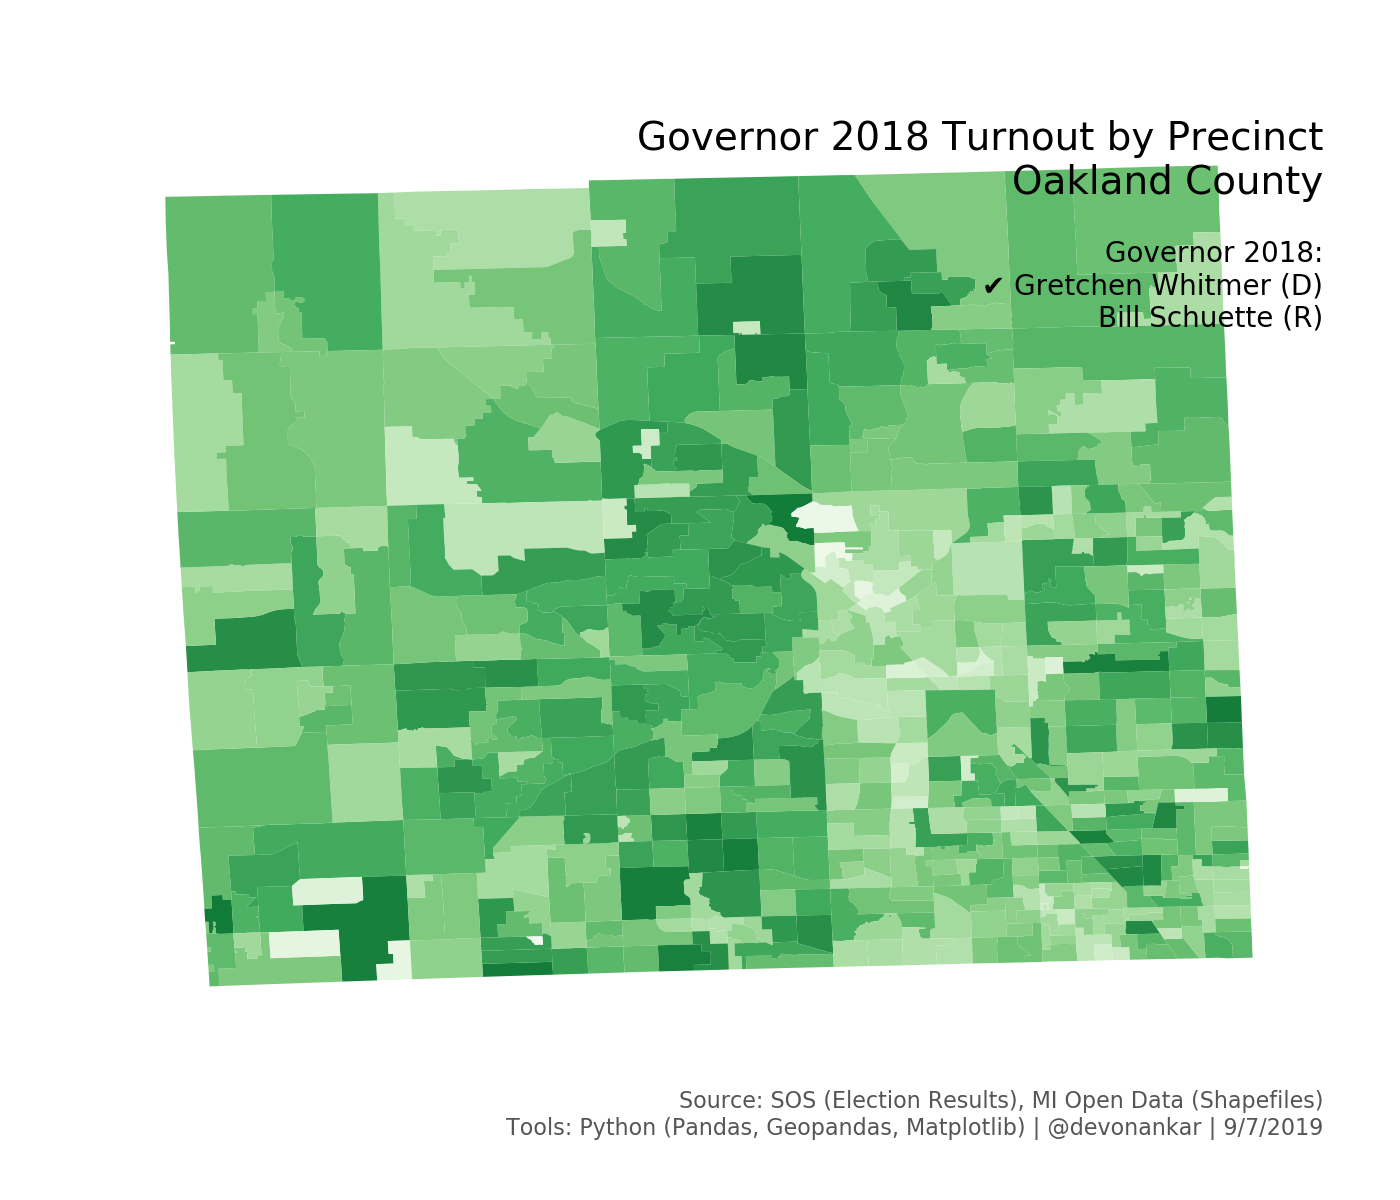 Governor 2018 Turnout by Precinct
Oakland County
Governor 2018:
✔ Gretchen Whitmer (D)
Bill Schuette (R)
Source: SOS (Election Results), MI Open Data (Shapefiles)
Tools: Python (Pandas, Geopandas, Matplotlib) | @devonankar | 9/7/2019